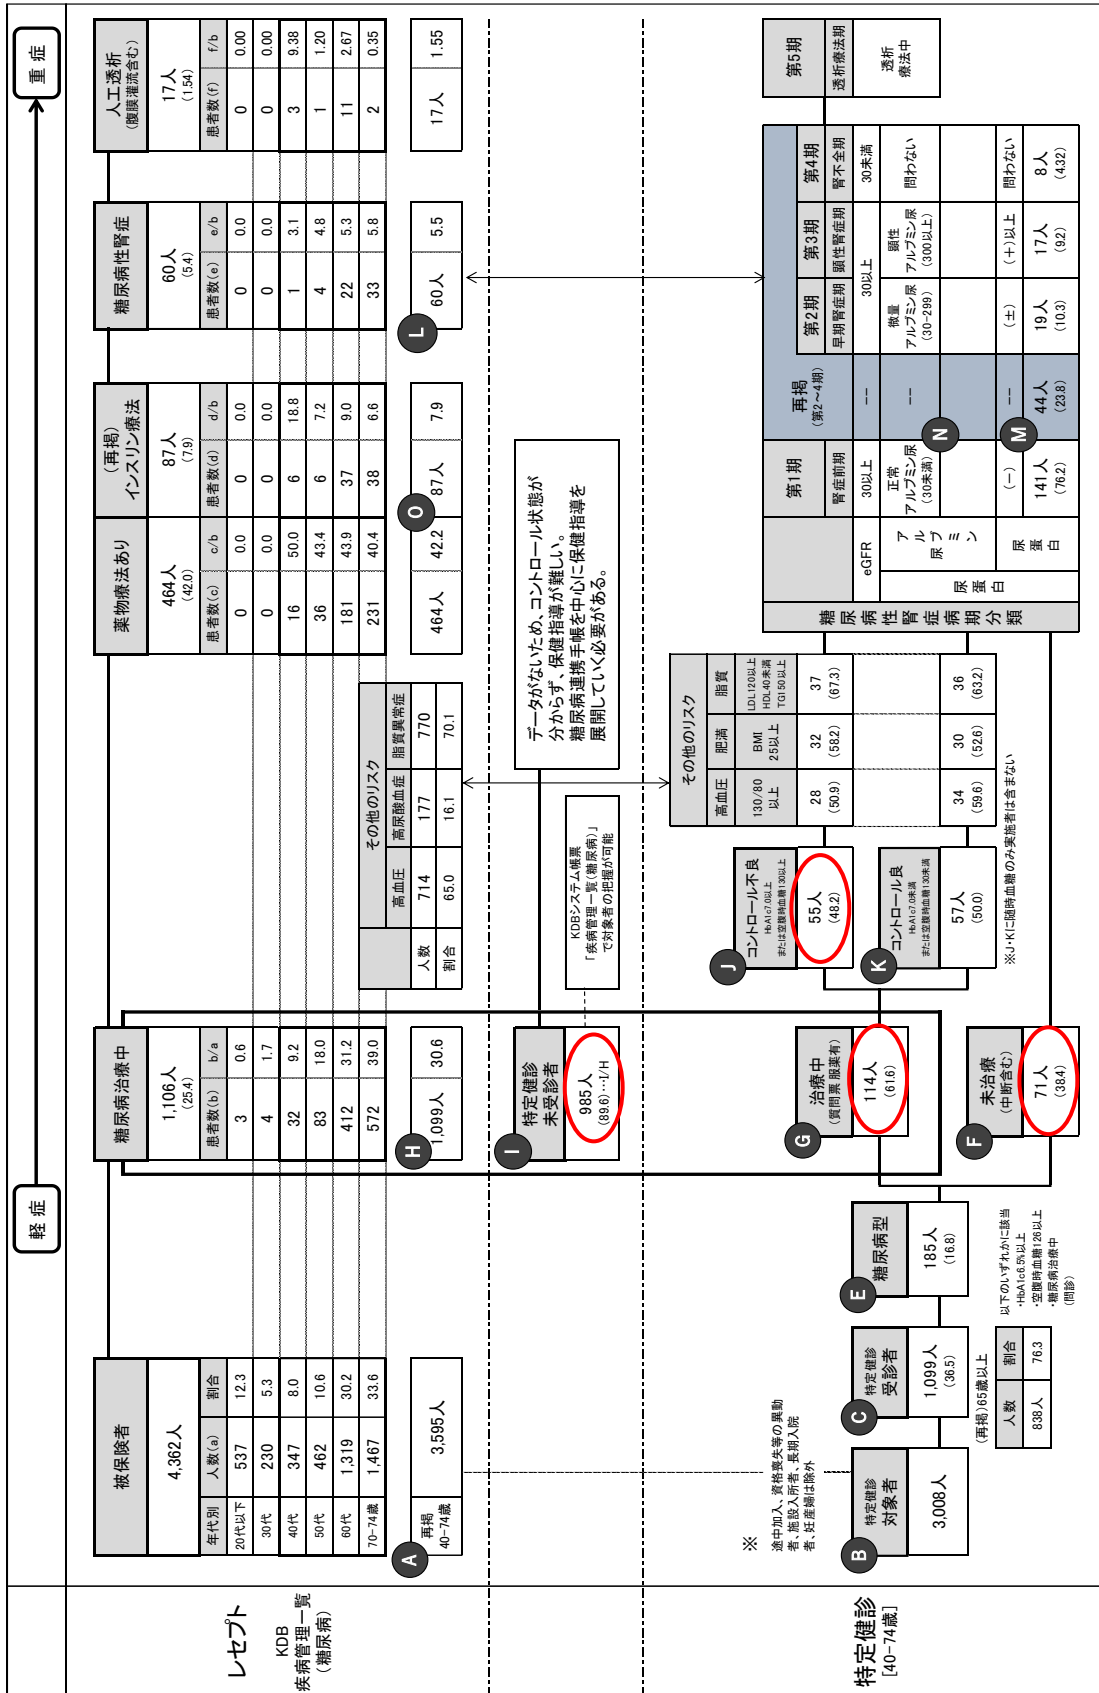 軽症
重症
レセプト
KDB
疾病管理一覧
(糖尿病)
被保険者
4,362人
年代別 人数(a) 割合
20代以下 537 12.3
30代 230 5.3
40代 347 8.0
50代 462 10.6
60代 1,319 30.2
70-74歳 1,467 33.6
A
再掲
40-74歳
3,595人
糖尿病治療中
1,106人
(25.4)
患者数(b) b/a
3 0.6
4 1.7
32 9.2
83 18.0
412 31.2
572 39.0
H
1,099人 30.6
薬物療法あり
464人
(42.0)
患者数(c) c/b
0 0.0
0 0.0
16 50.0
36 43.4
181 43.9
231 40.4
464人 42.2
(再掲)
インスリン療法
87人
(7.9)
患者数(d) d/b
0 0.0
0 0.0
6 18.8
6 7.2
37 9.0
38 6.6
O
87人 7.9
糖尿病性腎症
60人
(5.4)
患者数(e) e/b
0 0.0
0 0.0
1 3.1
4 4.8
22 5.3
33 5.8
L
60人 5.5
人工透析
(腹膜灌流含む)
17人
(1.54)
患者数(f) f/b
0 0.00
0 0.00
3 9.38
1 1.20
11 2.67
2 0.35
17人 1.55
その他のリスク
高血圧 高尿酸血症 脂質異常症
人数 714 177 770
割合 65.0 16.1 70.1
I
特定健診
未受診者
985人
(89.6)…I/H
データがないため、コントロール状態が
分からず、保健指導が難しい。
糖尿病連携手帳を中心に保健指導を
展開していく必要がある。
KDBシステム帳票
「疾病管理一覧(糖尿病)」
で対象者の把握が可能
特定健診
[40-74歳]
※
途中加入、資格喪失等の異動
者、施設入所者、長期入院
者、妊産婦は除外
B
特定健診
対象者
3,008人
C
特定健診
受診者
1,099人
(36.5)
(再掲)65歳以上
人数 割合
838人 76.3
E
糖尿病型
185人
(16.8)
以下のいずれかに該当
・HbA1c6.5%以上
・空腹時血糖126以上
・糖尿病治療中
(問診)
G
治療中
(質問票 服薬有)
114人
(61.6)
F
未治療
(中断含む)
71人
(38.4)
J
コントロール不良
HbA1c7.0以上
または空腹時血糖130以上
55人
(48.2)
K
コントロール良
HbA1c7.0未満
または空腹時血糖130未満
57人
(50.0)
※J・Kに随時血糖のみ実施者は含まない
その他のリスク
高血圧 肥満 脂質
130/80
以上
BMI
25以上
LDL120以上
HDL40未満
TG150以上
28
(50.9)
32
(58.2)
37
(67.3)
34
(59.6)
30
(52.6)
36
(63.2)
糖尿病性腎症病期分類
eGFR
尿蛋白
アルブミン
尿
尿蛋白
第1期
腎症前期
30以上
正常
アルブミン尿
(30未満)
(-)
141人
(76.2)
再掲
(第2～4期)
--
--
N
--
M
44人
(23.8)
第2期
早期腎症期
30以上
微量
アルブミン尿
(30-299)
(±)
19人
(10.3)
第3期
顕性腎症期
顕性
アルブミン尿
(300以上)
(+)以上
17人
(9.2)
第4期
腎不全期
30未満
問わない
問わない
8人
(4.32)
第5期
透析療法期
透析
療法中